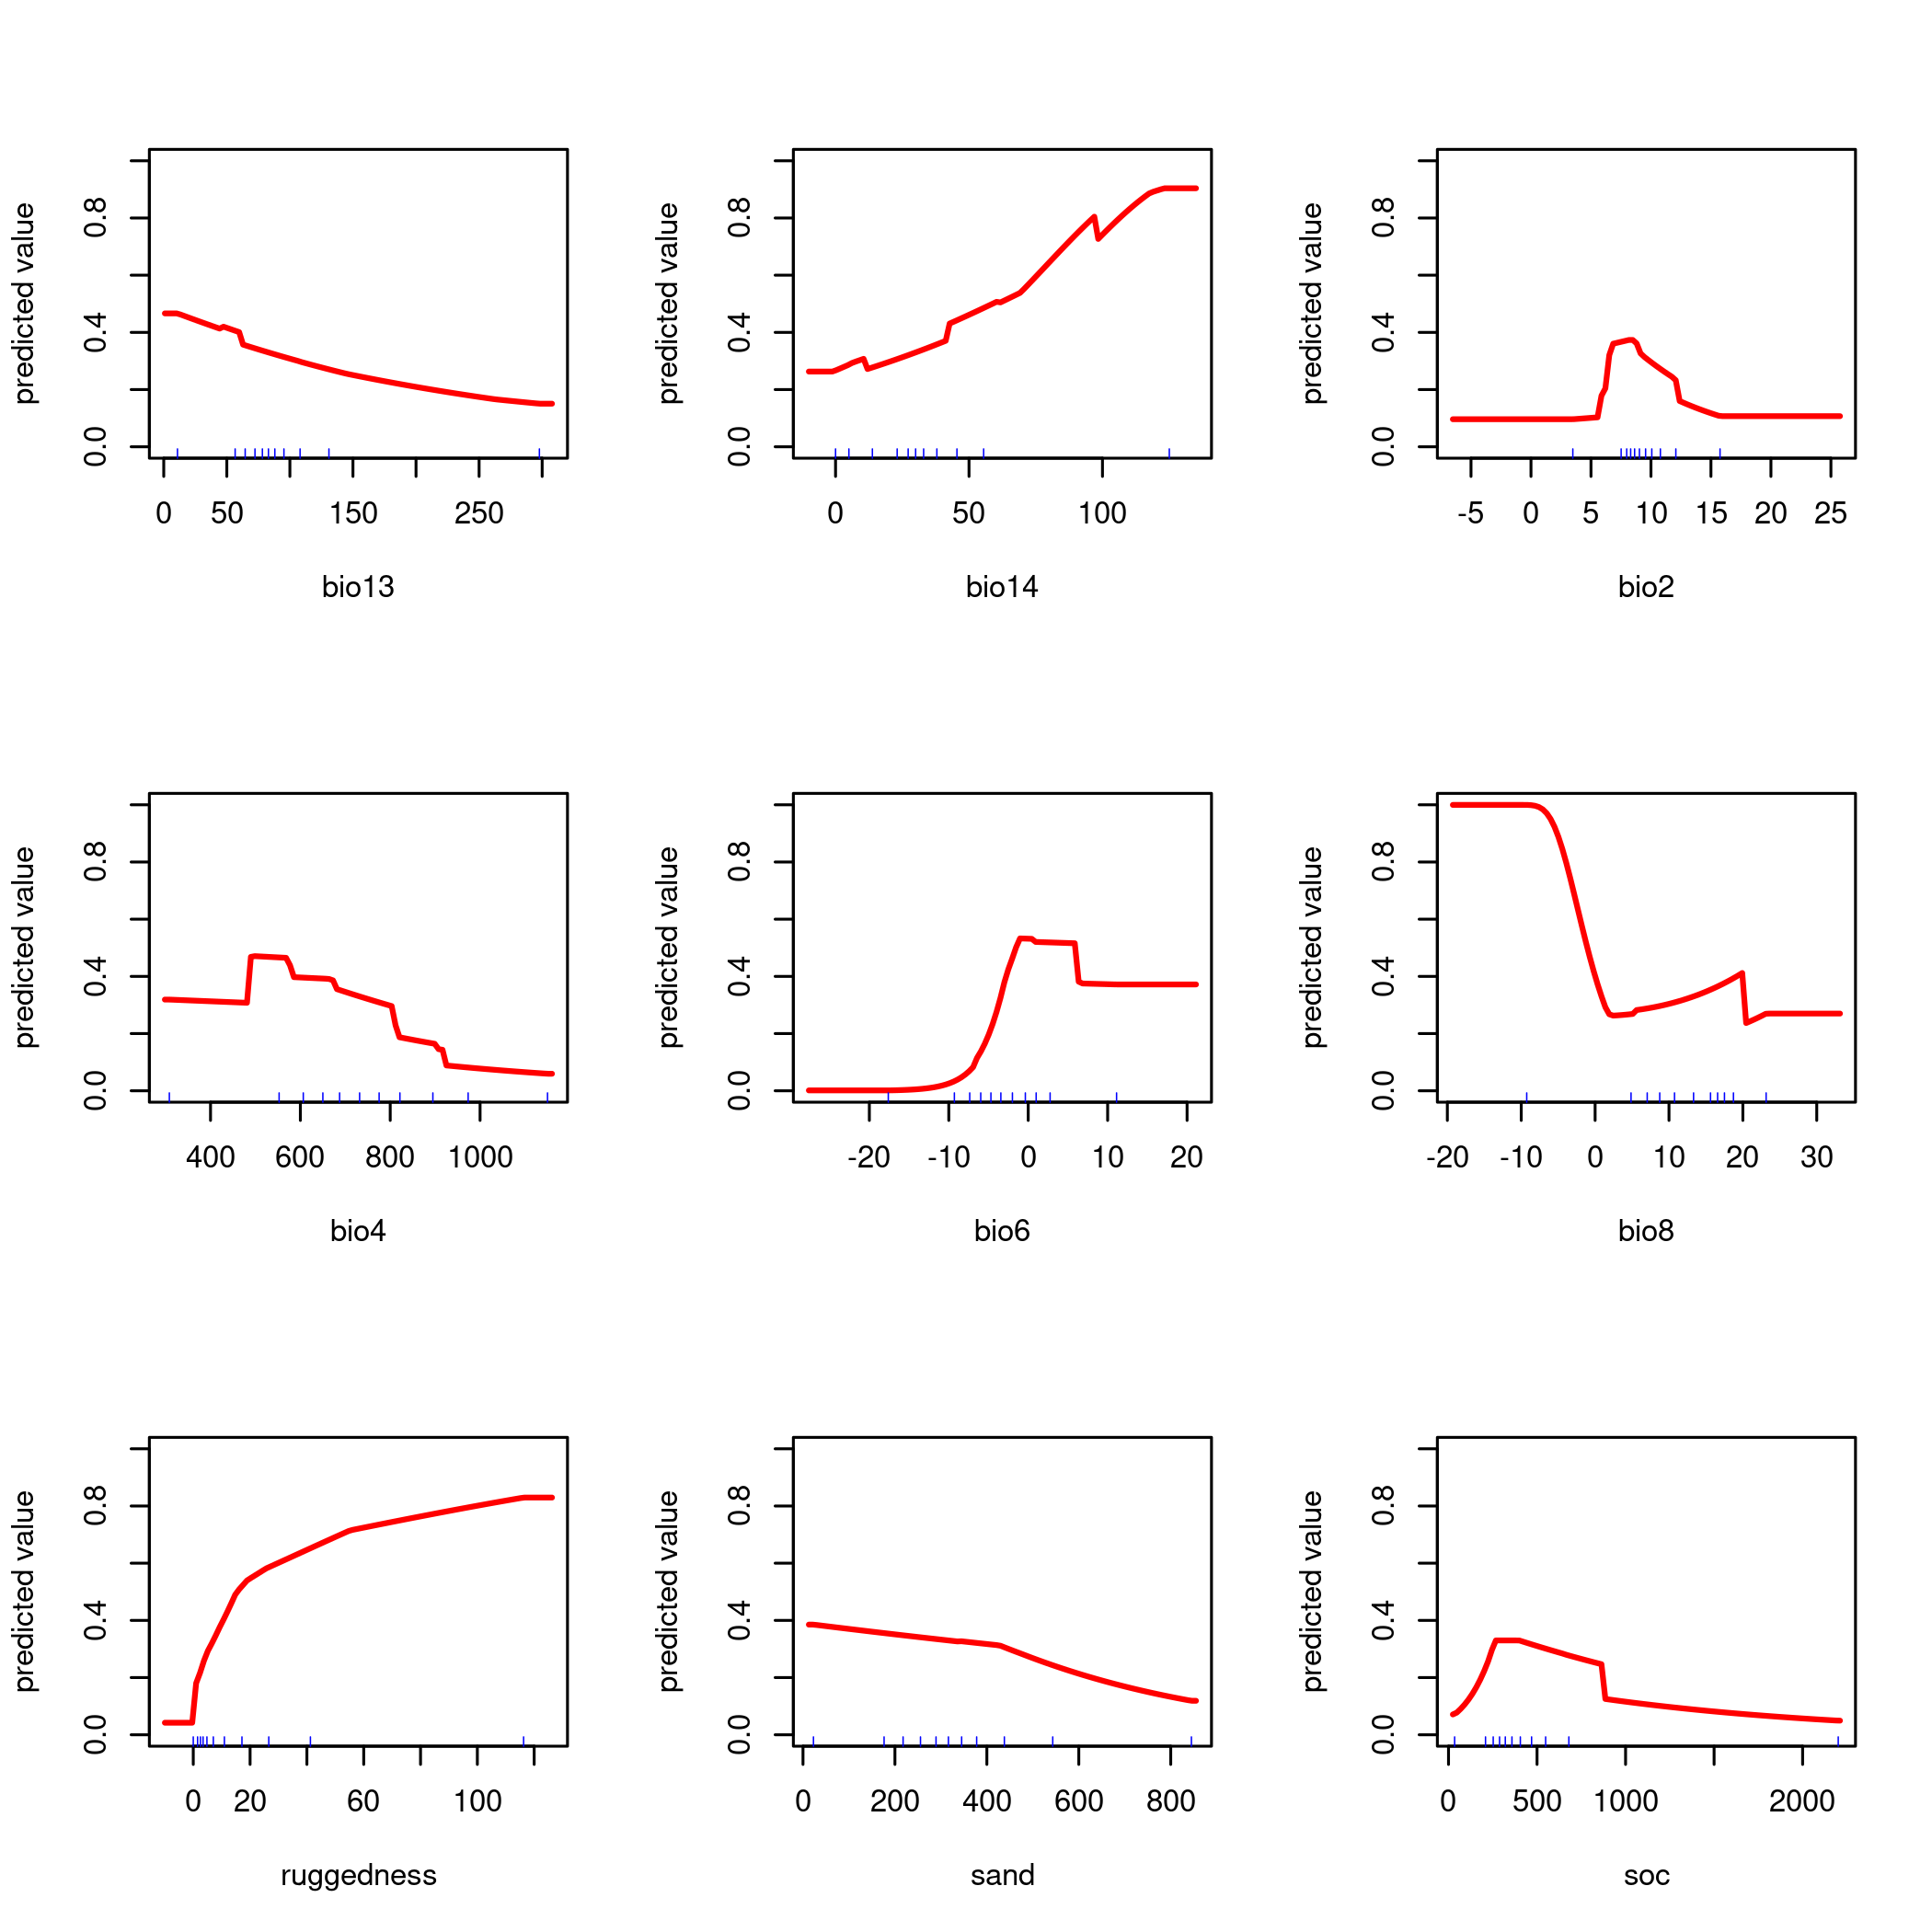 predicted value
0.0 0.4 0.8
0 50 150 250
bio13
predicted value
0.0 0.4 0.8
0 50 100
bio14
predicted value
0.0 0.4 0.8
-5 0 5 10 15 20 25
bio2
predicted value
0.0 0.4 0.8
400 600 800 1000
bio4
predicted value
0.0 0.4 0.8
-20 -10 0 10 20
bio6
predicted value
0.0 0.4 0.8
-20 -10 0 10 20 30
bio8
predicted value
0.0 0.4 0.8
0 20 60 100
ruggedness
predicted value
0.0 0.4 0.8
0 200 400 600 800
sand
predicted value
0.0 0.4 0.8
0 500 1000 2000
soc